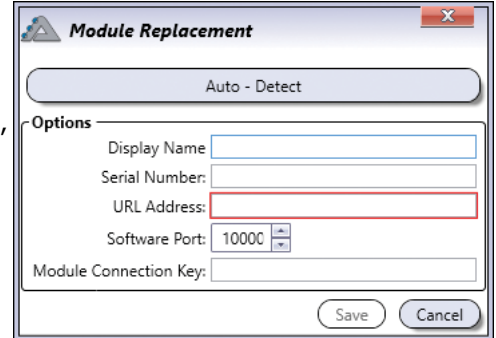 Module Replacement
x
Auto - Detect
,
Options
Display Name
Serial Number:
URL Address:
Software Port: 10000
Module Connection Key:
Save Cancel